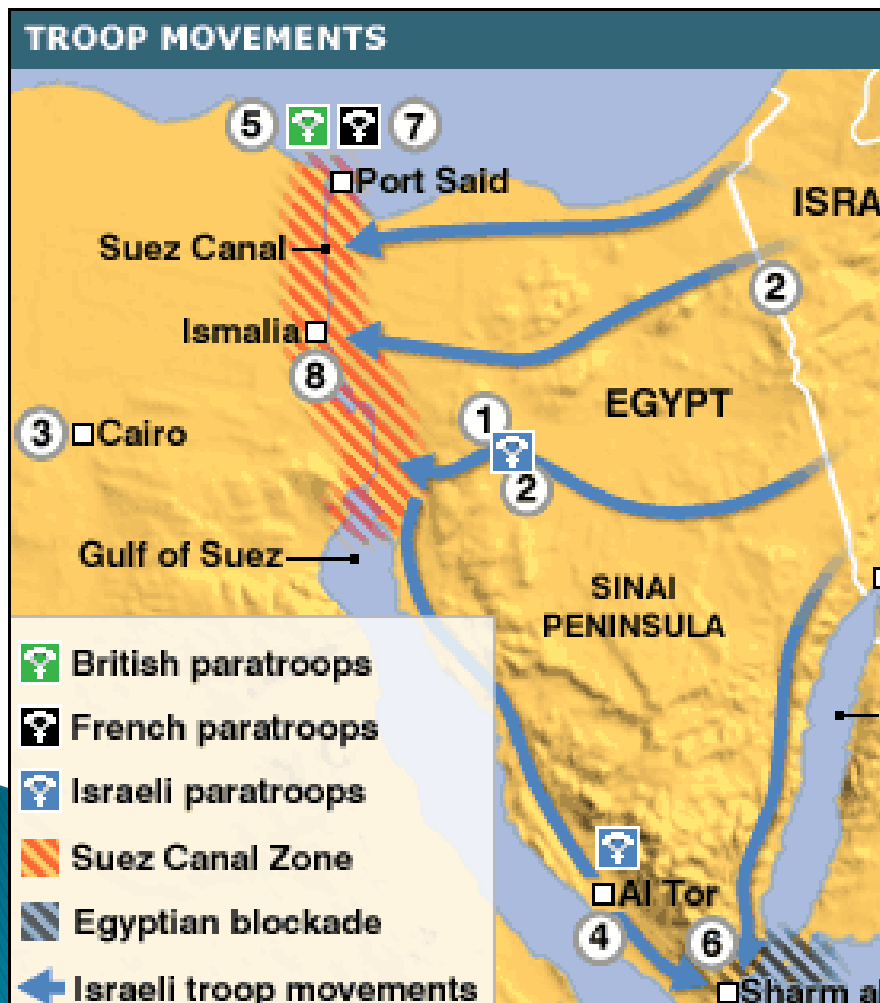 TROOP MOVEMENTS
5
7
Port Said
ISRA
Suez Canal
2
Ismalia
8
1
EGYPT
3
Cairo
2
Gulf of Suez
SINAI
PENINSULA
British paratroops
French paratroops
Israeli paratroops
Suez Canal Zone
Al Tor
Egyptian blockade
4
6
Israeli troop movements
Sharm al